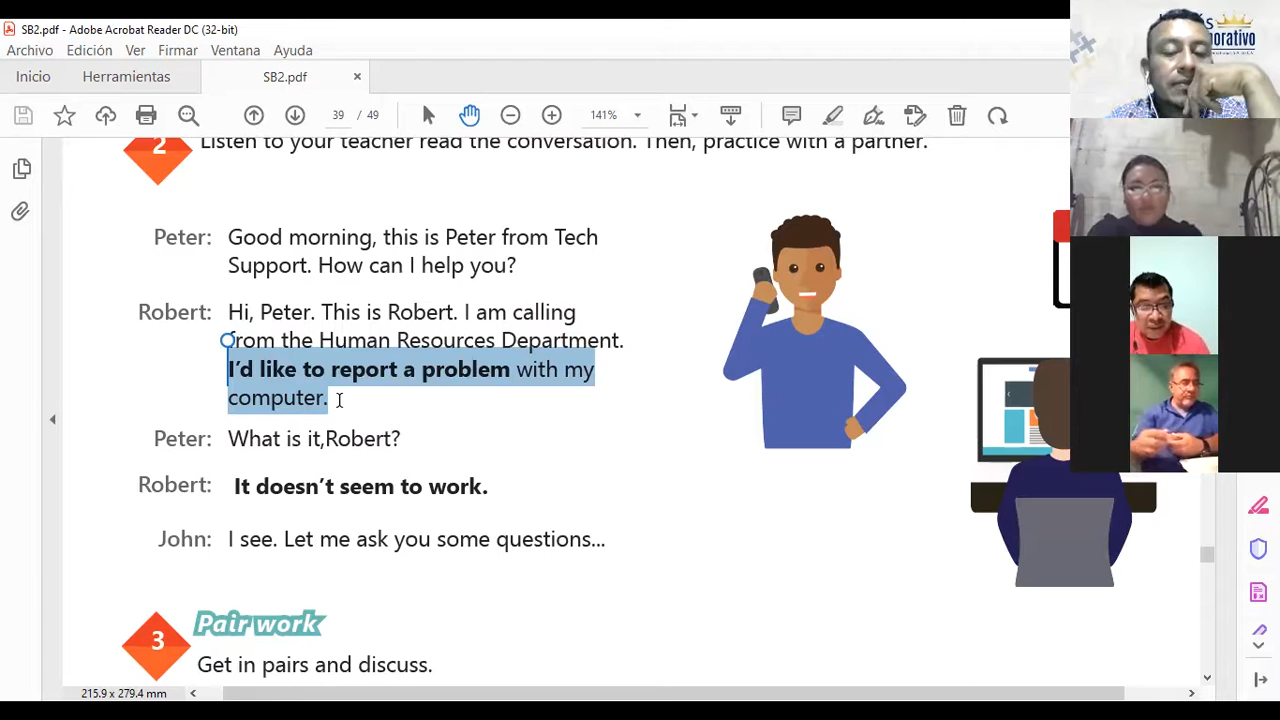 SB2.pdf - Adobe Acrobat Reader DC (32-bit)
Archivo Edición Ver Firmar Ventana Ayuda
Inicio Herramientas SB2.pdf ×
39 / 49 141%
2 Listen to your teacher read the conversation. Then, practice with a partner.
Peter: Good morning, this is Peter from Tech
Support. How can I help you?
Robert: Hi, Peter. This is Robert. I am calling
from the Human Resources Department.
I'd like to report a problem with my
computer.
Peter: What is it,Robert?
Robert: It doesn't seem to work.
John: I see. Let me ask you some questions...
3 Pair work
Get in pairs and discuss.
215.9 x 279.4 mm